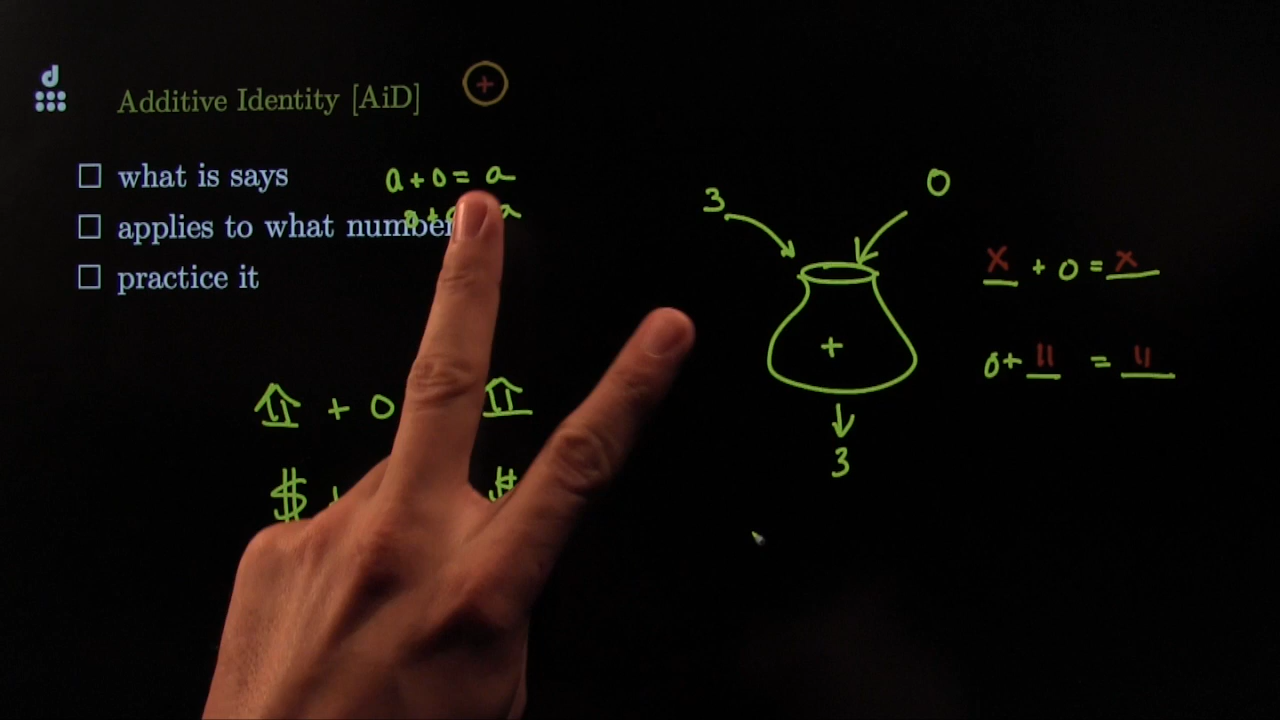 d
Additive Identity [AiD] +
☐ what is says a + 0 = a
☐ applies to what number
☐ practice it
3
0
+
3
x + 0 = x
0 + 11 = 11
+ 0
$
$